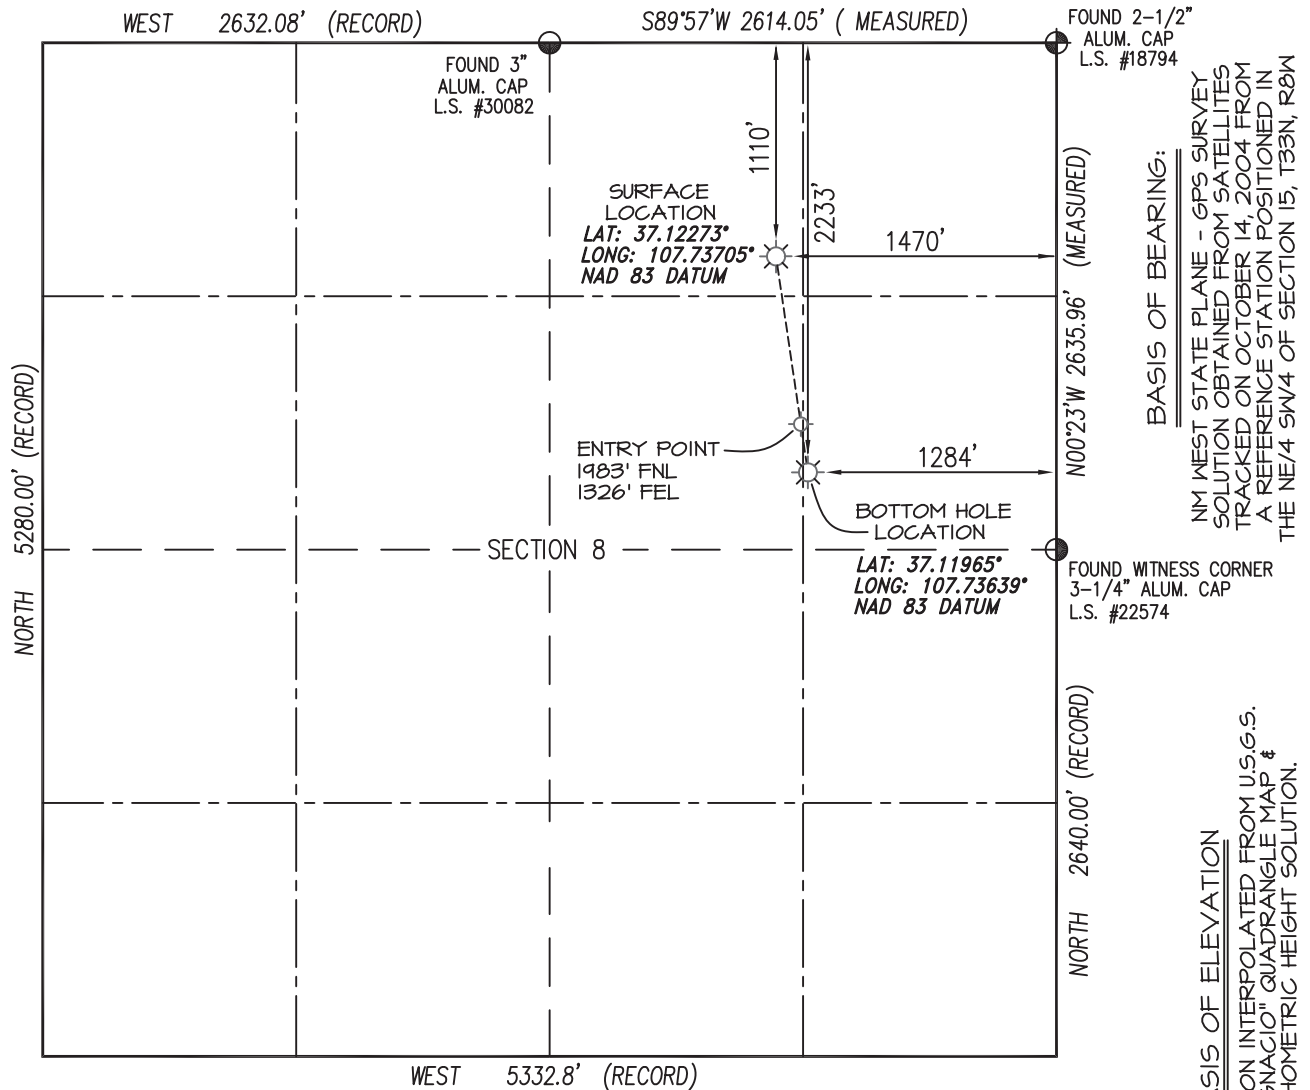 WEST 2632.08' (RECORD)
S89°57'W 2614.05' ( MEASURED)
FOUND 2-1/2"
ALUM. CAP
L.S. #18794
FOUND 3"
ALUM. CAP
L.S. #30082
1110'
2233'
SURFACE
LOCATION
LAT: 37.12273°
LONG: 107.73705°
NAD 83 DATUM
1470'
N00°23'W 2635.96' (MEASURED)
BASIS OF BEARING:
NM WEST STATE PLANE - GPS SURVEY
SOLUTION OBTAINED FROM SATELLITES
TRACKED ON OCTOBER 14, 2004 FROM
A REFERENCE STATION POSITIONED IN
THE NE/4 SW/4 OF SECTION 15, T33N, R8W
NORTH 5280.00' (RECORD)
ENTRY POINT
1983' FNL
1326' FEL
1284'
BOTTOM HOLE
LOCATION
LAT: 37.11965°
LONG: 107.73639°
NAD 83 DATUM
SECTION 8
FOUND WITNESS CORNER
3-1/4" ALUM. CAP
L.S. #22574
NORTH 2640.00' (RECORD)
SIS OF ELEVATION
ON INTERPOLATED FROM U.S.G.S.
GNACIO" QUADRANGLE MAP &
HOMETRIC HEIGHT SOLUTION.
WEST 5332.8' (RECORD)